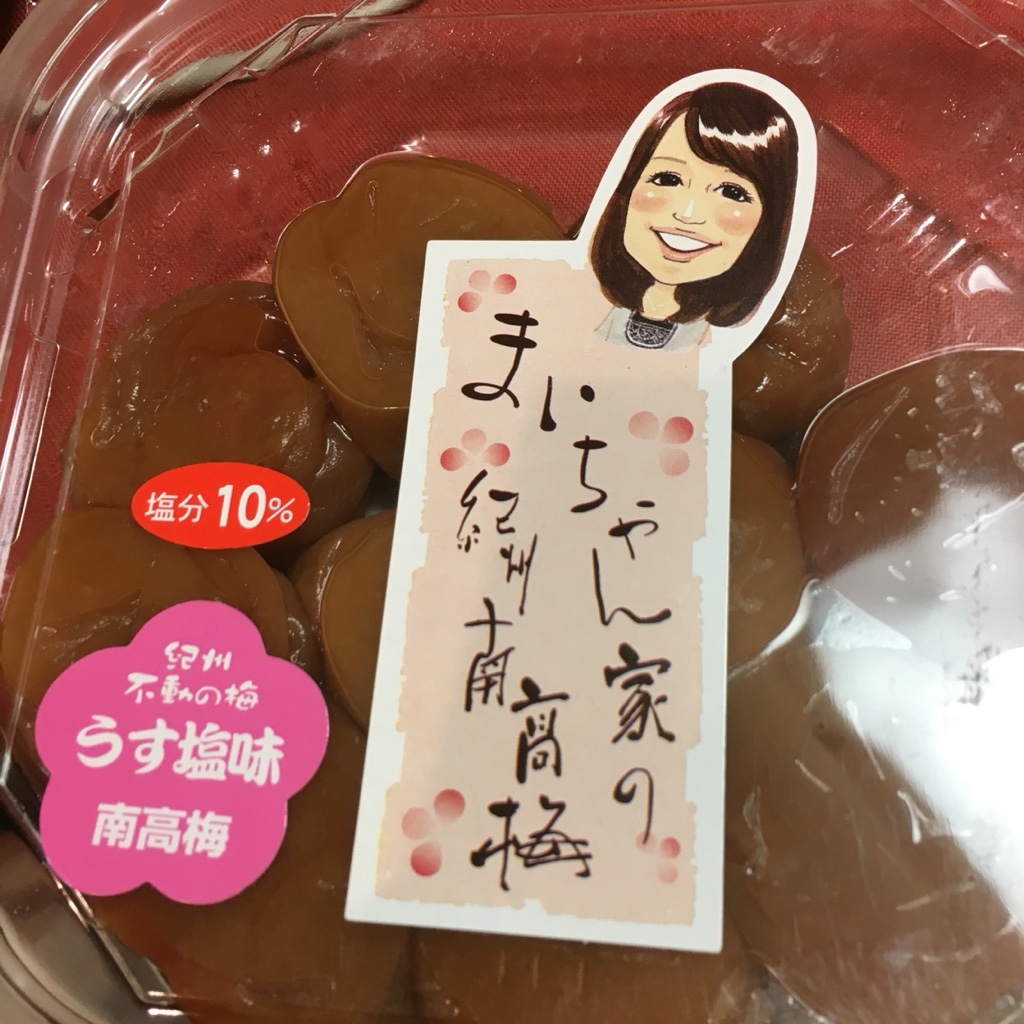 まいちゃん家の
紀州南高梅
塩分10%
紀州
不動の梅
うす塩味
南高梅